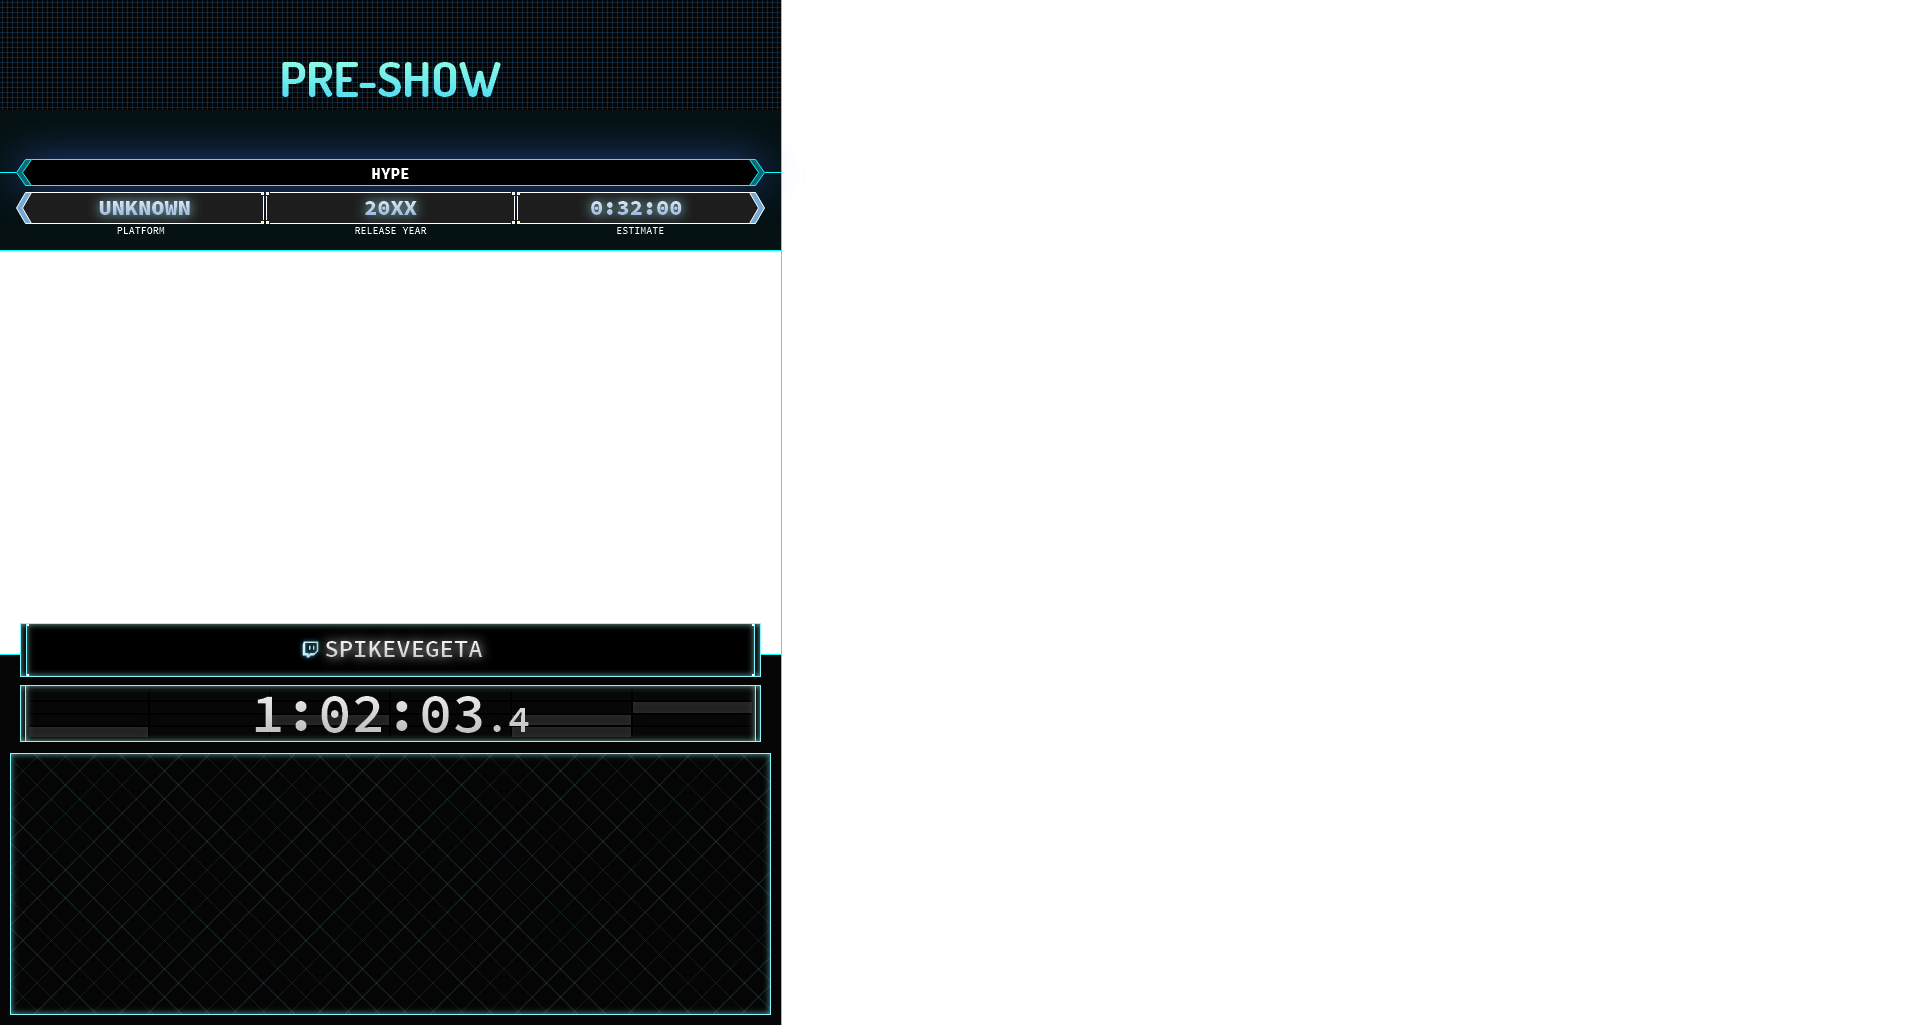 PRE-SHOW
HYPE
UNKNOWN 20XX 0:32:00
PLATFORM RELEASE YEAR ESTIMATE
SPIKEVEGETA
1:02:03.4